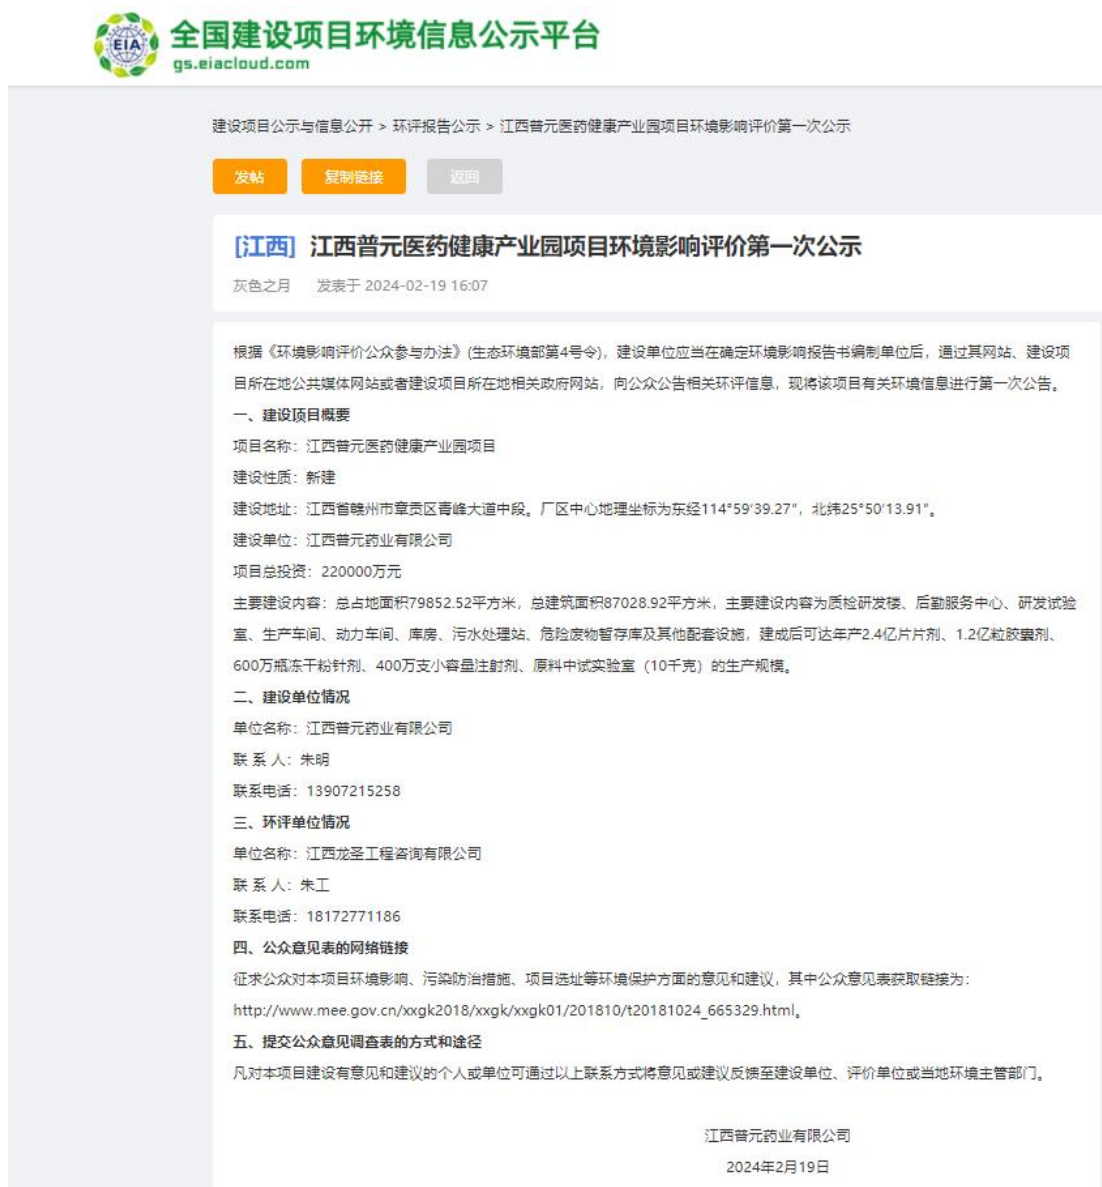 EIA
全国建设项目环境信息公示平台
gs.eiacloud.com
建设项目公示与信息公开 > 环评报告公示 > 江西普元医药健康产业园项目环境影响评价第一次公示
发帖 复制链接 返回
[江西] 江西普元医药健康产业园项目环境影响评价第一次公示
灰色之月 发表于 2024-02-19 16:07
根据《环境影响评价公众参与办法》(生态环境部第4号令)，建设单位应当在确定环境影响报告书编制单位后，通过其网站、建设项
目所在地公共媒体网站或者建设项目所在地相关政府网站，向公众公告相关环评信息，现将该项目有关环境信息进行第一次公告。
一、建设项目概要
项目名称：江西普元医药健康产业园项目
建设性质：新建
建设地址：江西省赣州市章贡区青峰大道中段。厂区中心地理坐标为东经114°59′39.27″，北纬25°50′13.91″。
建设单位：江西普元药业有限公司
项目总投资：220000万元
主要建设内容：总占地面积79852.52平方米，总建筑面积87028.92平方米，主要建设内容为质检研发楼、后勤服务中心、研发试验
室、生产车间、动力车间、库房、污水处理站、危险废物暂存库及其他配套设施，建成后可达年产2.4亿片片剂、1.2亿粒胶囊剂、
600万瓶冻干粉针剂、400万支小容量注射剂、原料中试实验室（10千克）的生产规模。
二、建设单位情况
单位名称：江西普元药业有限公司
联 系 人：朱明
联系电话：13907215258
三、环评单位情况
单位名称：江西龙圣工程咨询有限公司
联 系 人：朱工
联系电话：18172771186
四、公众意见表的网络链接
征求公众对本项目环境影响、污染防治措施、项目选址等环境保护方面的意见和建议，其中公众意见表获取链接为：
http://www.mee.gov.cn/xxgk2018/xxgk/xxgk01/201810/t20181024_665329.html。
五、提交公众意见调查表的方式和途径
凡对本项目建设有意见和建议的个人或单位可通过以上联系方式将意见或建议反馈至建设单位、评价单位或当地环境主管部门。
江西普元药业有限公司
2024年2月19日